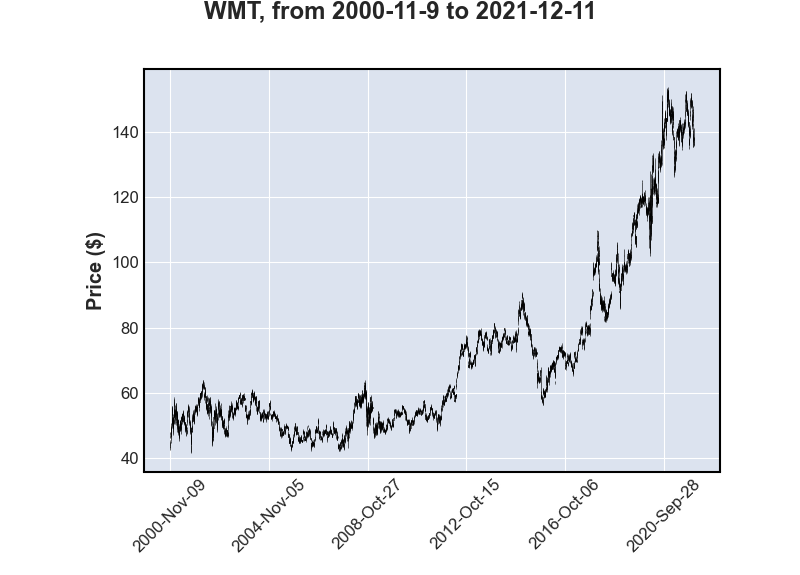 WMT, from 2000-11-9 to 2021-12-11
Price ($)
140
120
100
80
60
40
2000-Nov-09
2004-Nov-05
2008-Oct-27
2012-Oct-15
2016-Oct-06
2020-Sep-28